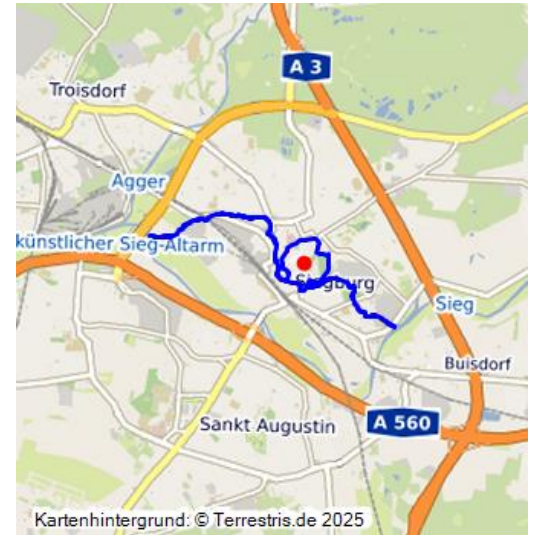 A 3
Troisdorf
Agger
künstlicher Sieg-Altarm
Siegburg
Sieg
Buisdorf
A 560
Sankt Augustin
Kartenhintergrund: © Terrestris.de 2025